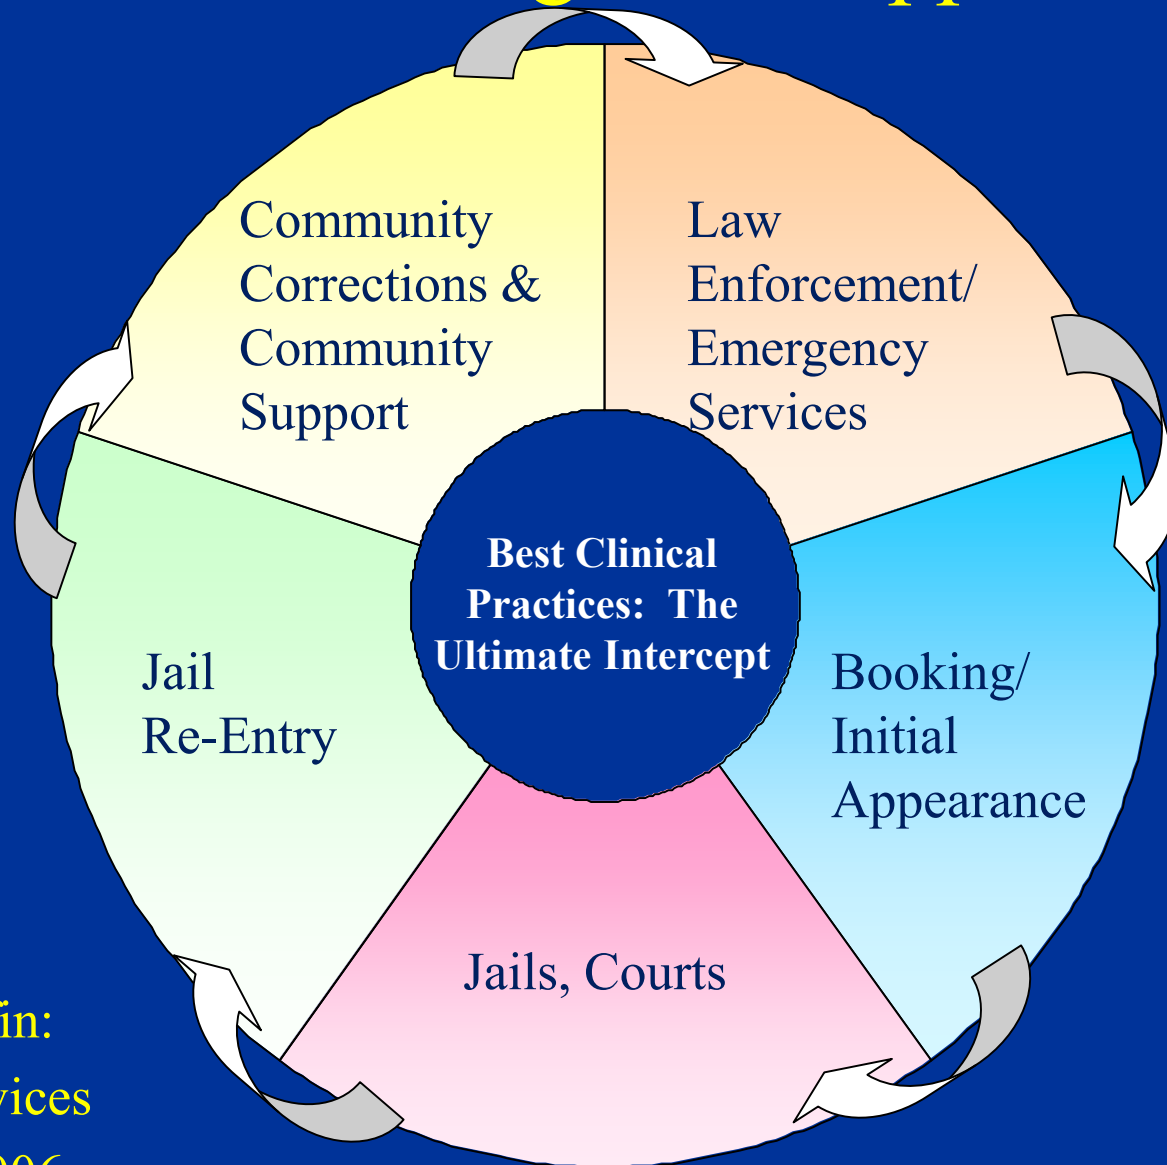 Community
Corrections &
Community
Support
Law
Enforcement/
Emergency
Services
Best Clinical
Practices: The
Ultimate Intercept
Jail
Re-Entry
Booking/
Initial
Appearance
Jails, Courts
in: